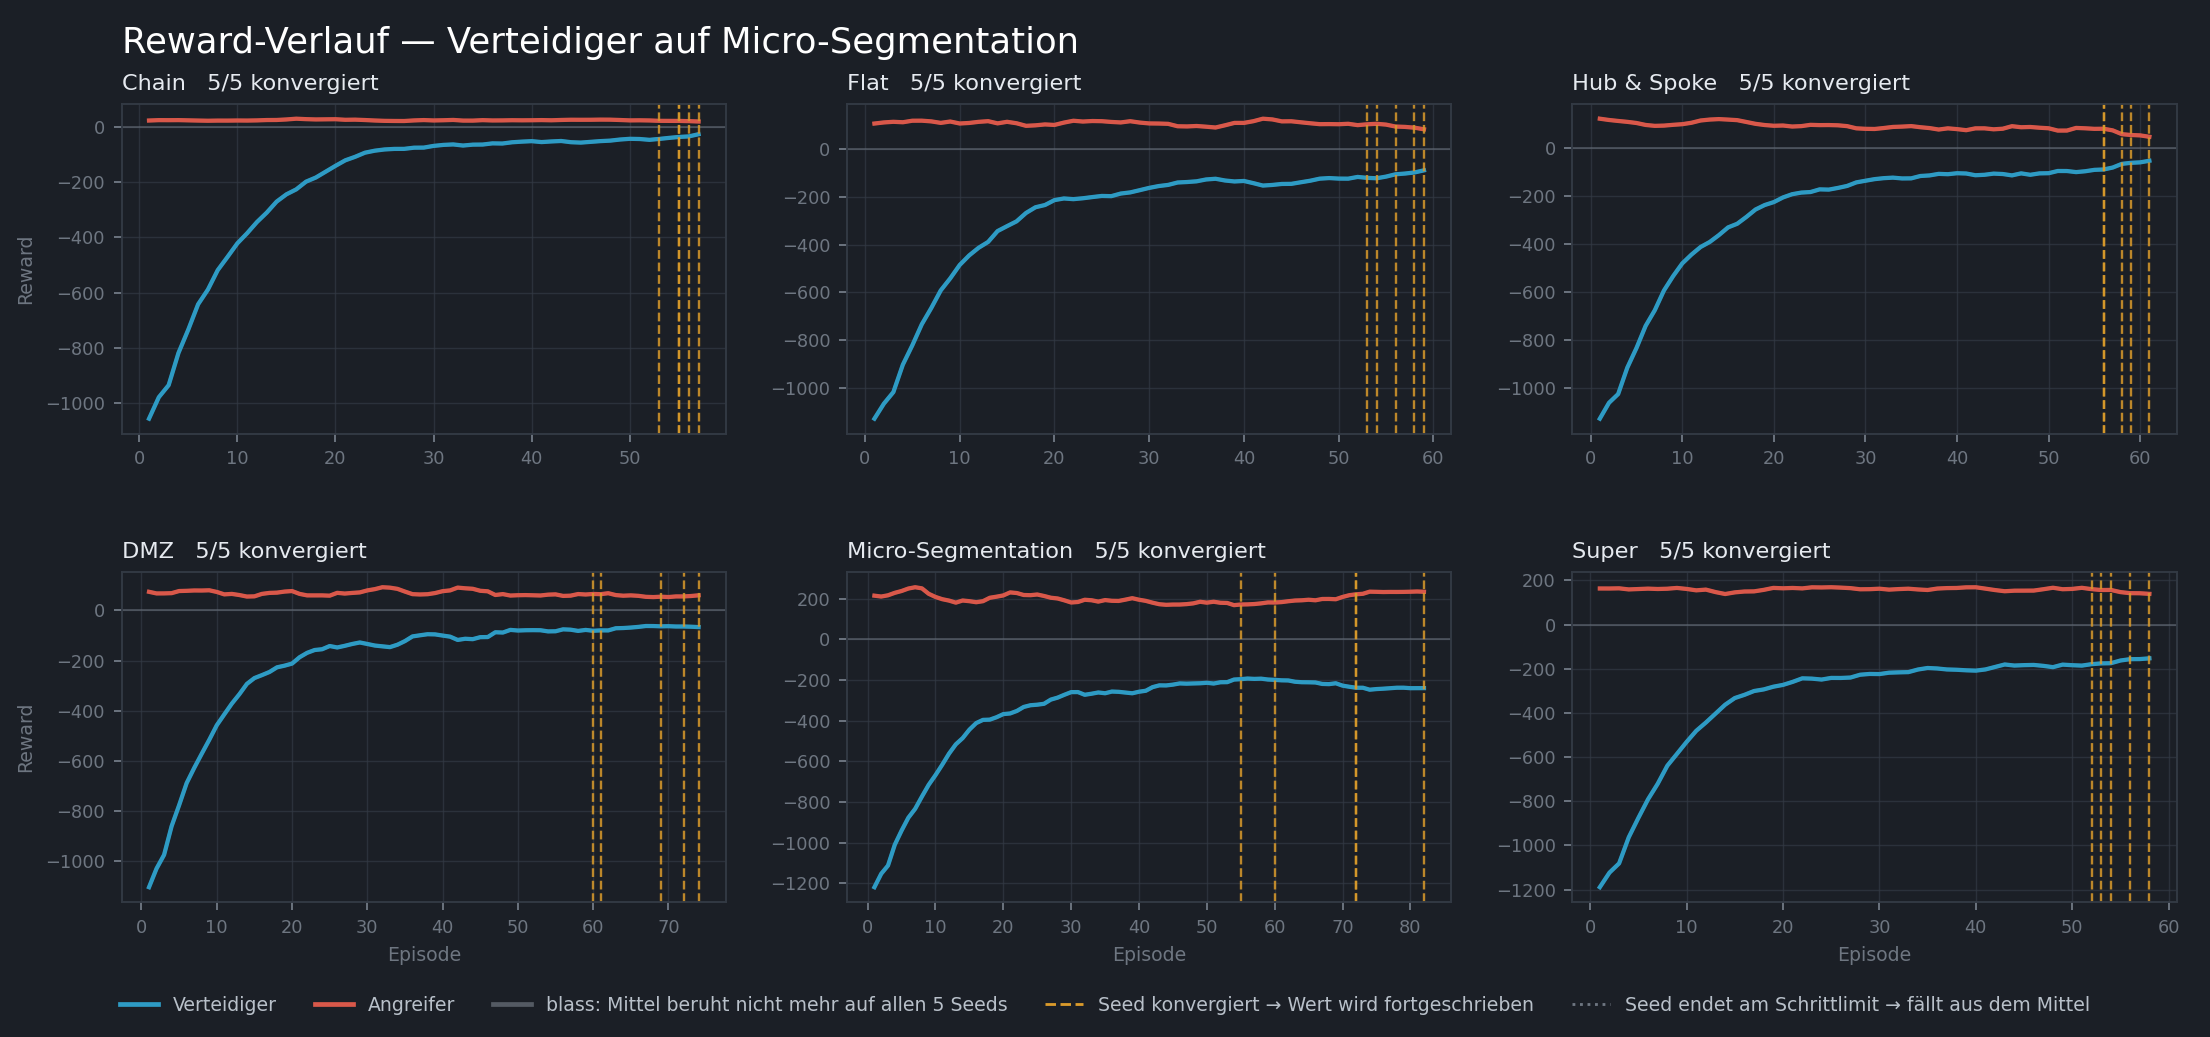 Reward-Verlauf — Verteidiger auf Micro-Segmentation
Chain 5/5 konvergiert
Flat 5/5 konvergiert
Hub & Spoke 5/5 konvergiert
Reward
0
−200
−400
−600
−800
−1000
0 10 20 30 40 50
0
−200
−400
−600
−800
−1000
0 10 20 30 40 50 60
0
−200
−400
−600
−800
−1000
0 10 20 30 40 50 60
DMZ 5/5 konvergiert
Micro-Segmentation 5/5 konvergiert
Super 5/5 konvergiert
Reward
0
−200
−400
−600
−800
−1000
0 10 20 30 40 50 60 70
Episode
200
0
−200
−400
−600
−800
−1000
−1200
0 10 20 30 40 50 60 70 80
Episode
200
0
−200
−400
−600
−800
−1000
−1200
0 10 20 30 40 50 60
Episode
Verteidiger
Angreifer
blass: Mittel beruht nicht mehr auf allen 5 Seeds
Seed konvergiert → Wert wird fortgeschrieben
Seed endet am Schrittlimit → fällt aus dem Mittel